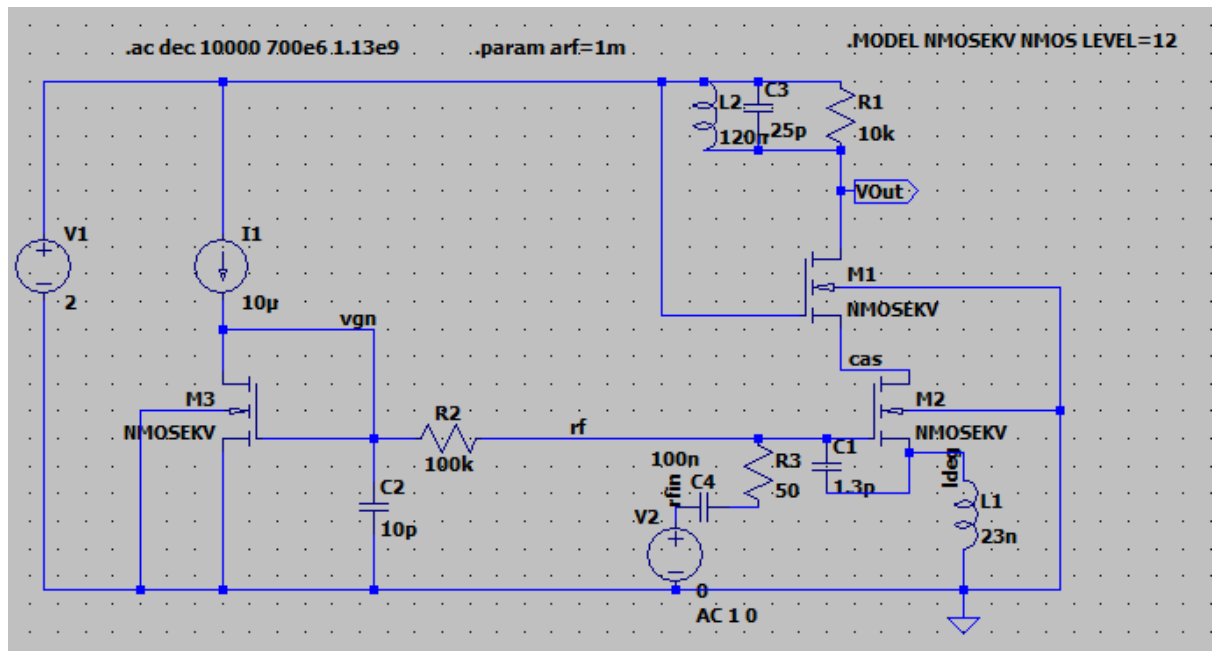 .ac dec 10000 700e6 1.13e9
.param arf=1m
.MODEL NMOSEKV NMOS LEVEL=12
L2
120n
C3
.25p
R1
10k
VOut
V1
2
I1
10µ
vgn
M1
NMOSEKV
cas
M3
NMOSEKV
R2
100k
rf
M2
NMOSEKV
C2
10p
100n
C4
rfin
V2
R3
50
C1
1.3p
ldeg
L1
23n
0
AC 1 0